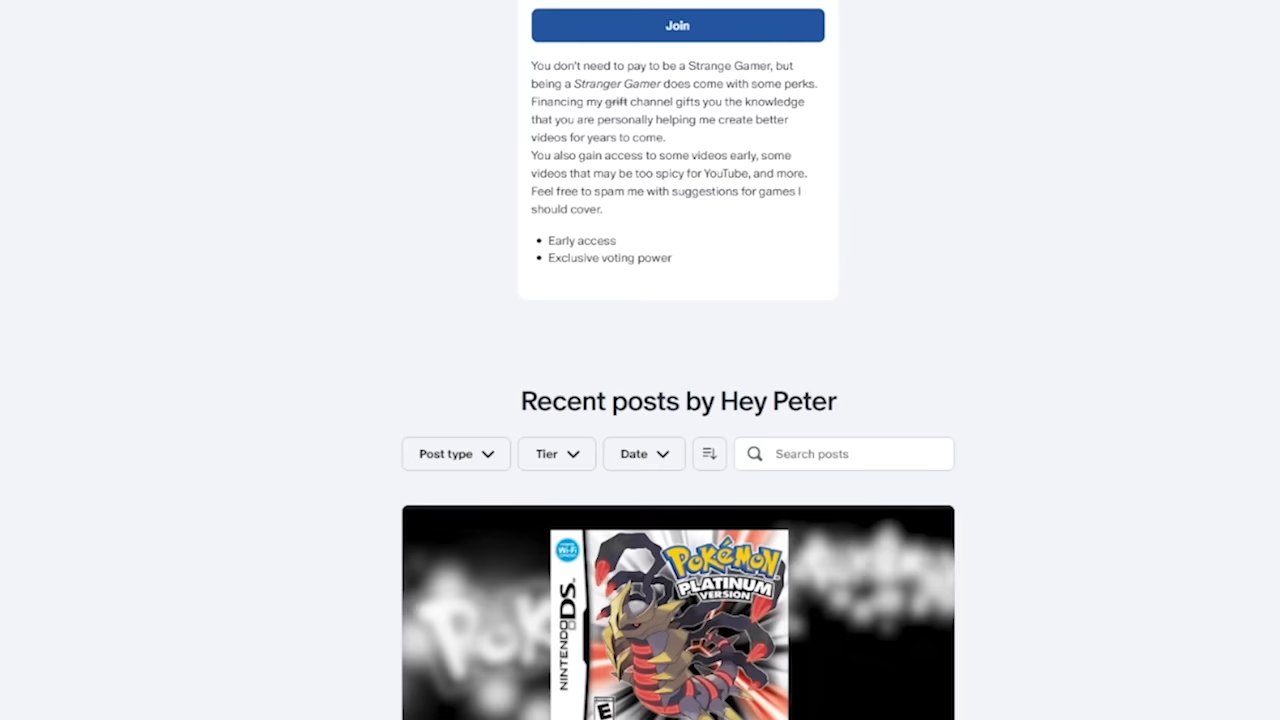 Join
You don't need to pay to be a Strange Gamer, but
being a Stranger Gamer does come with some perks.
Financing my grift channel gifts you the knowledge
that you are personally helping me create better
videos for years to come.
You also gain access to some videos early, some
videos that may be too spicy for YouTube, and more.
Feel free to spam me with suggestions for games I
should cover.
Early access
Exclusive voting power
Recent posts by Hey Peter
Post type
Tier
Date
Search posts
Wi-Fi
NINTENDO DS
POKéMON
PLATINUM
VERSION
E